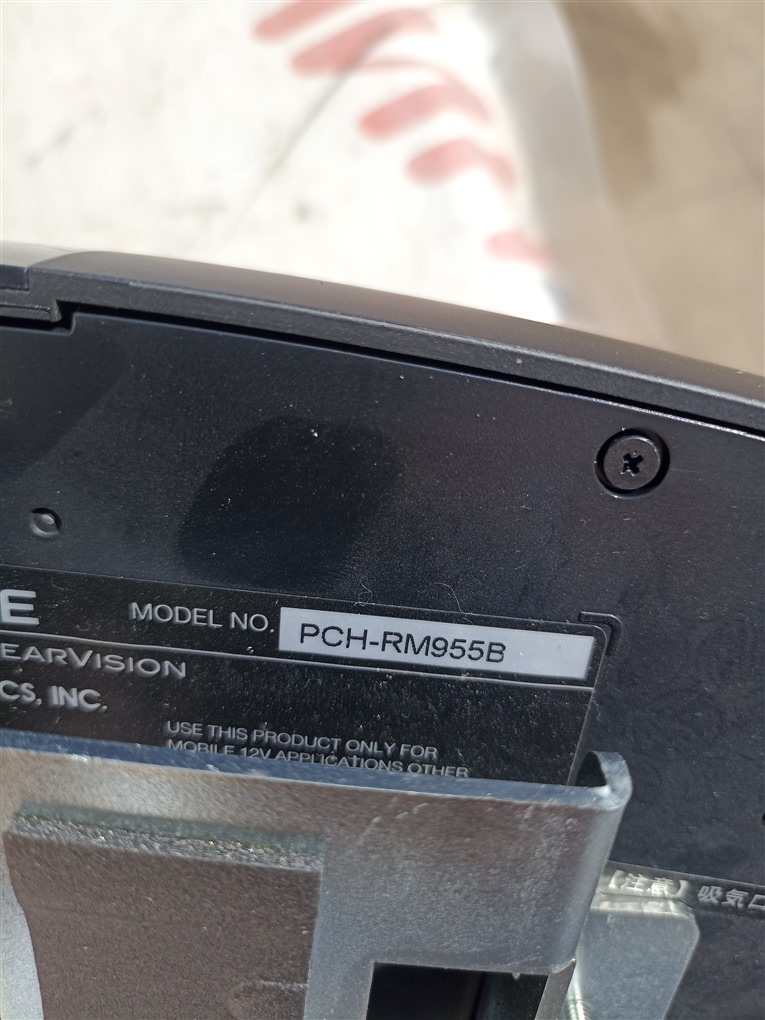 E
MODEL NO. PCH-RM955B
EARVISION
CS, INC.
USE THIS PRODUCT ONLY FOR
MOBILE 12V APPLICATIONS OTHER
【注意】吸気口